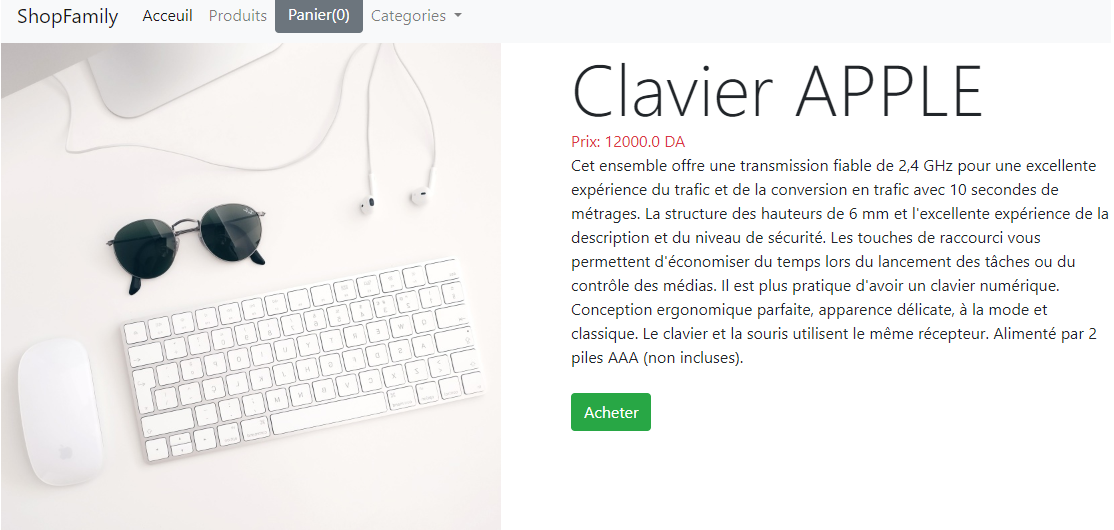 ShopFamily Acceuil Produits Panier(0) Categories
Clavier APPLE
Prix: 12000.0 DA
Cet ensemble offre une transmission fiable de 2,4 GHz pour une excellente
expérience du trafic et de la conversion en trafic avec 10 secondes de
métrages. La structure des hauteurs de 6 mm et l'excellente expérience de la
description et du niveau de sécurité. Les touches de raccourci vous
permettent d'économiser du temps lors du lancement des tâches ou du
contrôle des médias. Il est plus pratique d'avoir un clavier numérique.
Conception ergonomique parfaite, apparence délicate, à la mode et
classique. Le clavier et la souris utilisent le même récepteur. Alimenté par 2
piles AAA (non incluses).
Acheter